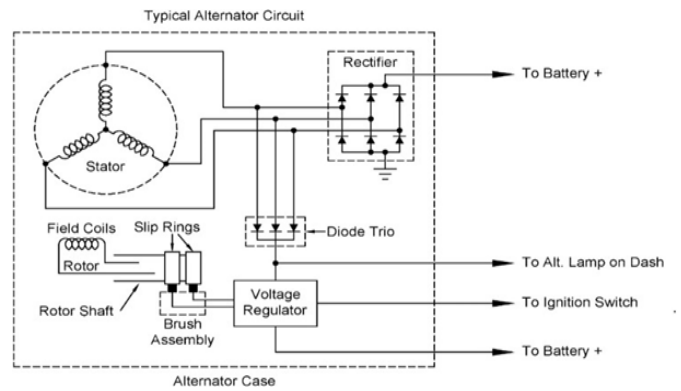 Typical Alternator Circuit
Rectifier
To Battery +
Stator
Field Coils
Slip Rings
Diode Trio
Rotor
To Alt. Lamp on Dash
Voltage
Regulator
To Ignition Switch
Rotor Shaft
Brush
Assembly
To Battery +
Alternator Case